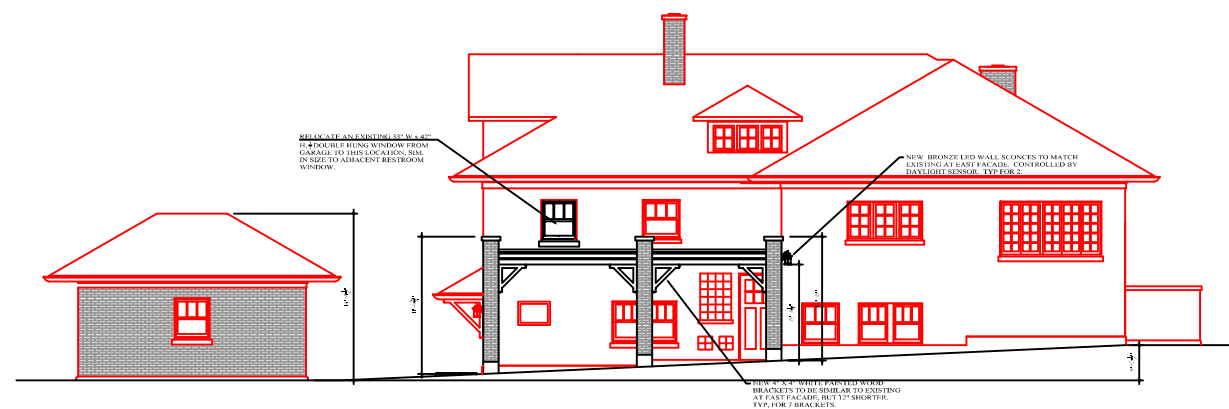 RELOCATE AN EXISTING 33" W x 42"
H, DOUBLE HUNG WINDOW FROM
GARAGE TO THIS LOCATION, SIM.
IN SIZE TO ADJACENT RESTROOM
WINDOW.
NEW BRONZE LED WALL SCONCES TO MATCH
EXISTING AT EAST FACADE. CONTROLLED BY
DAYLIGHT SENSOR. TYP FOR 2.
NEW 4" X 4" WHITE PAINTED WOOD
BRACKETS TO BE SIMILAR TO EXISTING
AT EAST FACADE, BUT 12" SHORTER.
TYP, FOR 7 BRACKETS.